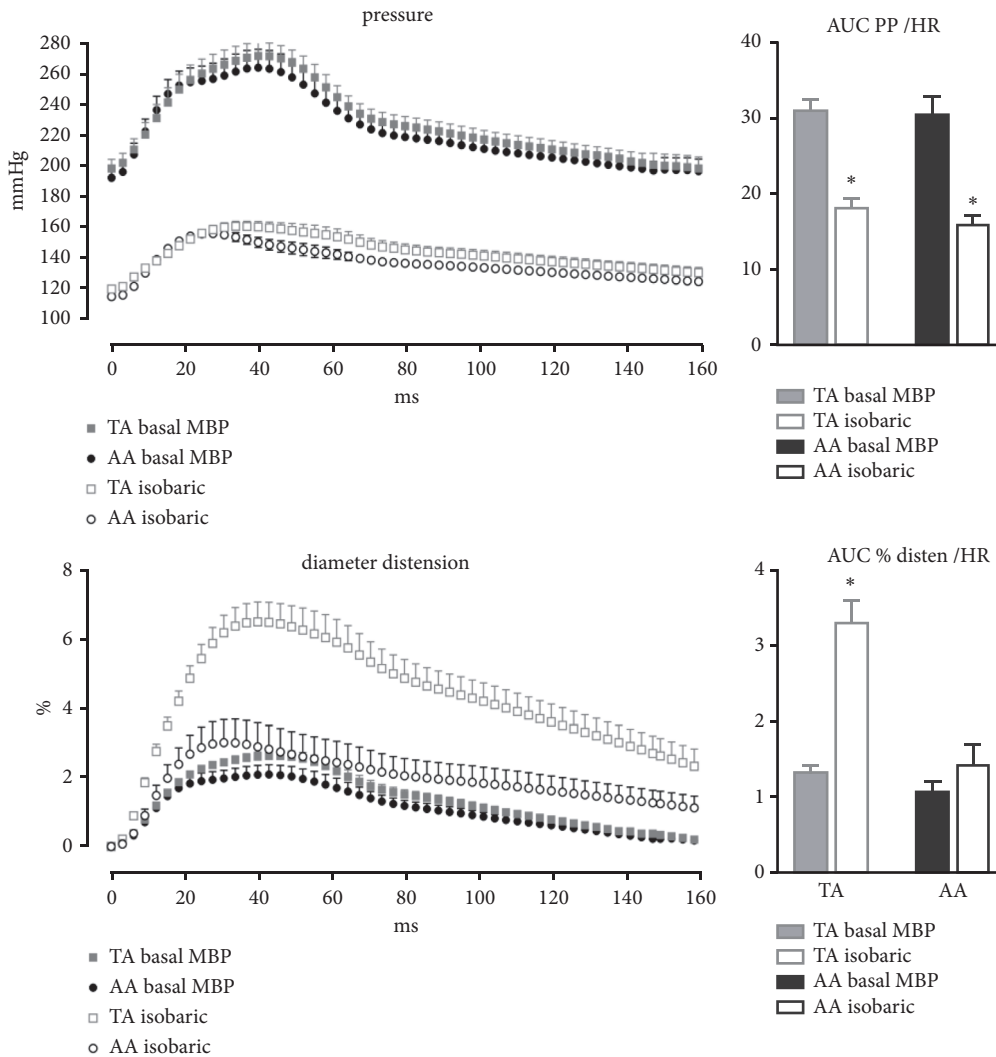 pressure
280
260
240
220
200
180
160
140
120
100
mmHg
0 20 40 60 80 100 120 140 160
ms
TA basal MBP
AA basal MBP
TA isobaric
AA isobaric
AUC PP /HR
40
30
20
10
0
* *
TA basal MBP
TA isobaric
AA basal MBP
AA isobaric
diameter distension
8
6
4
2
0
%
0 20 40 60 80 100 120 140 160
ms
TA basal MBP
AA basal MBP
TA isobaric
AA isobaric
AUC % disten /HR
4
3
2
1
0
*
TA AA
TA basal MBP
TA isobaric
AA basal MBP
AA isobaric